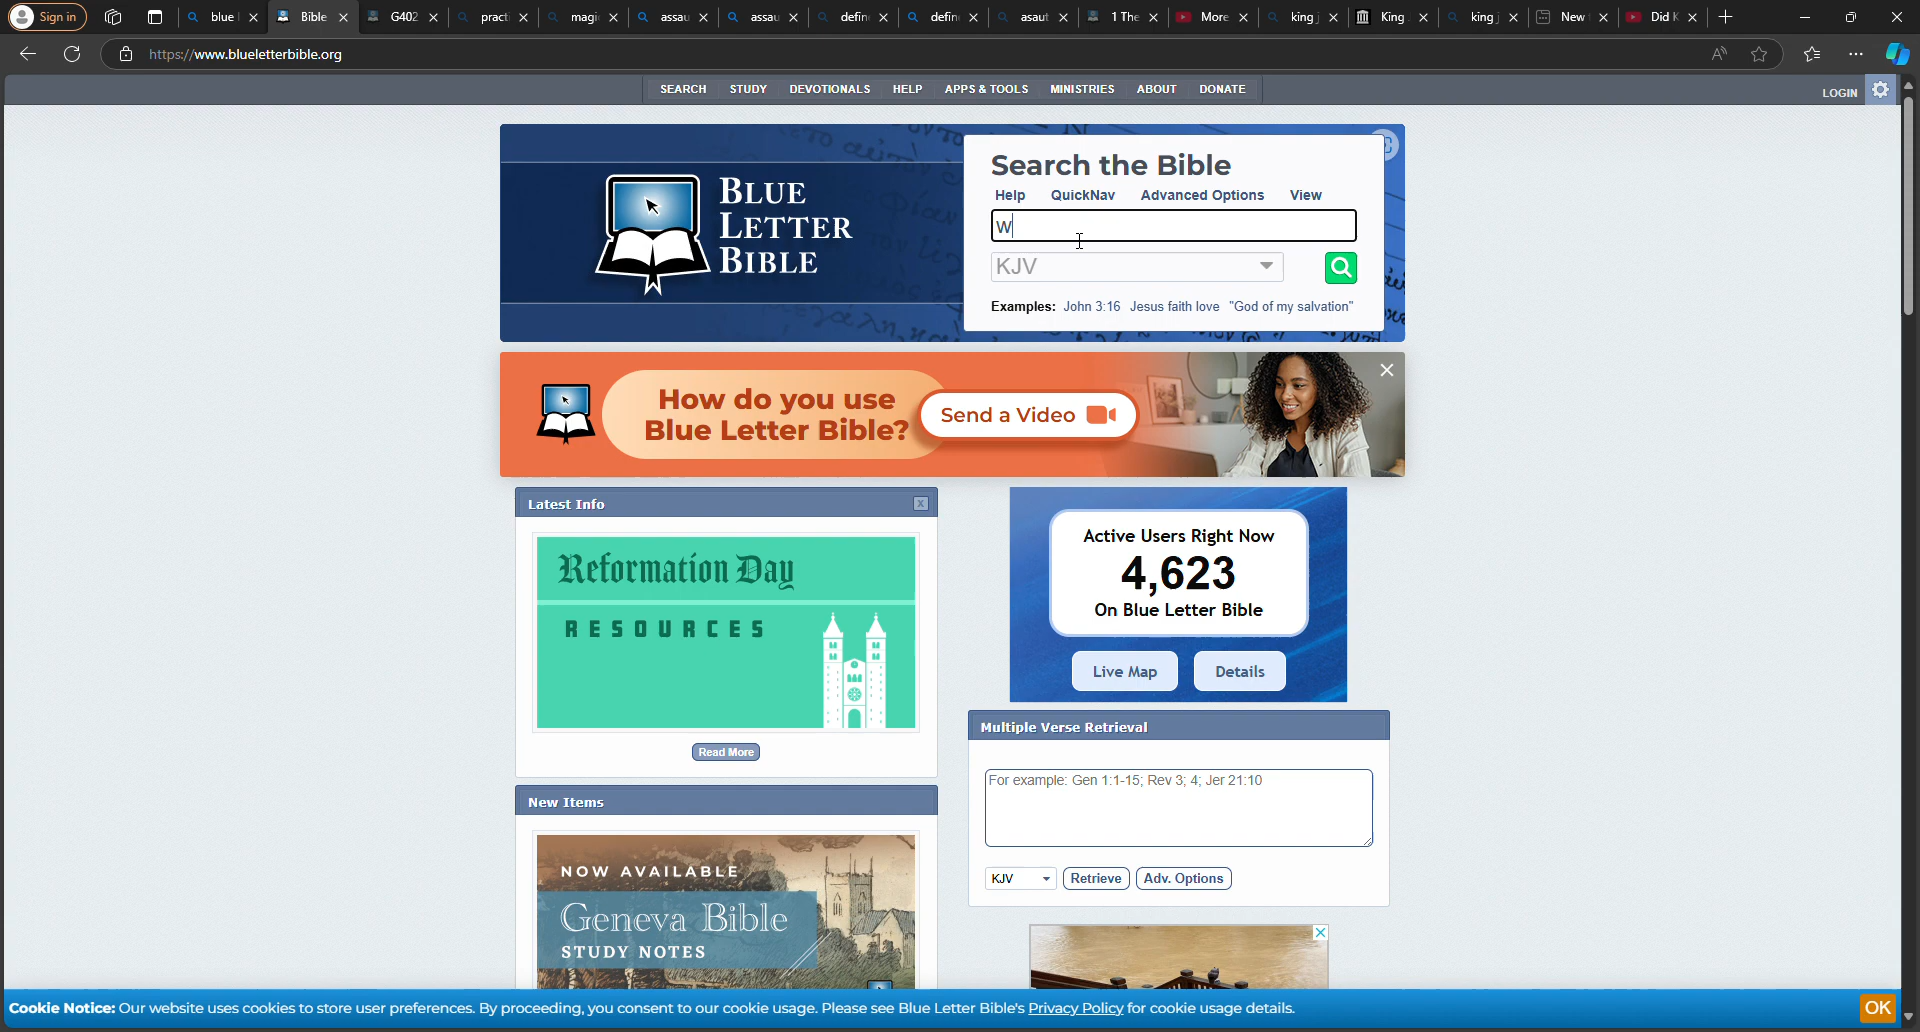 Sign in
blue
Bible
G402
practi
magi
assau
assau
defin
defin
asaut
1 The
More
king j
King
king j
New
Did K
https://www.blueletterbible.org
SEARCH STUDY DEVOTIONALS HELP APPS & TOOLS MINISTRIES ABOUT DONATE
LOGIN
BLUE
LETTER
BIBLE
Search the Bible
Help QuickNav Advanced Options View
W
KJV
Examples: John 3:16 Jesus faith love "God of my salvation"
How do you use
Blue Letter Bible?
Send a Video
Latest Info
x
Reformation Day
RESOURCES
Read More
Active Users Right Now
4,623
On Blue Letter Bible
Live Map Details
Multiple Verse Retrieval
For example: Gen 1:1-15; Rev 3; 4; Jer 21:10
KJV Retrieve Adv. Options
New Items
NOW AVAILABLE
Geneva Bible
STUDY NOTES
Cookie Notice: Our website uses cookies to store user preferences. By proceeding, you consent to our cookie usage. Please see Blue Letter Bible's Privacy Policy for cookie usage details.
OK